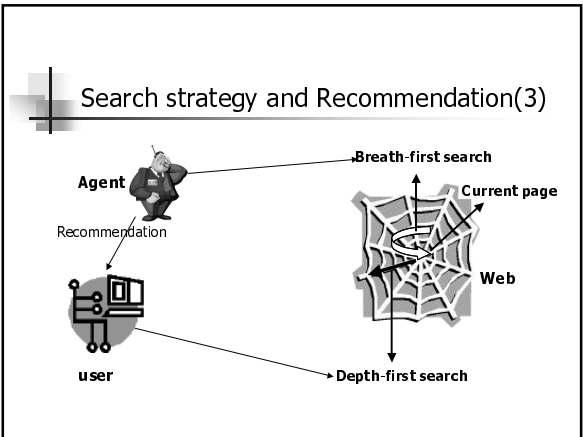 Search strategy and Recommendation(3)
Breath-first search
Agent
Current page
Recommendation
Web
user
Depth-first search